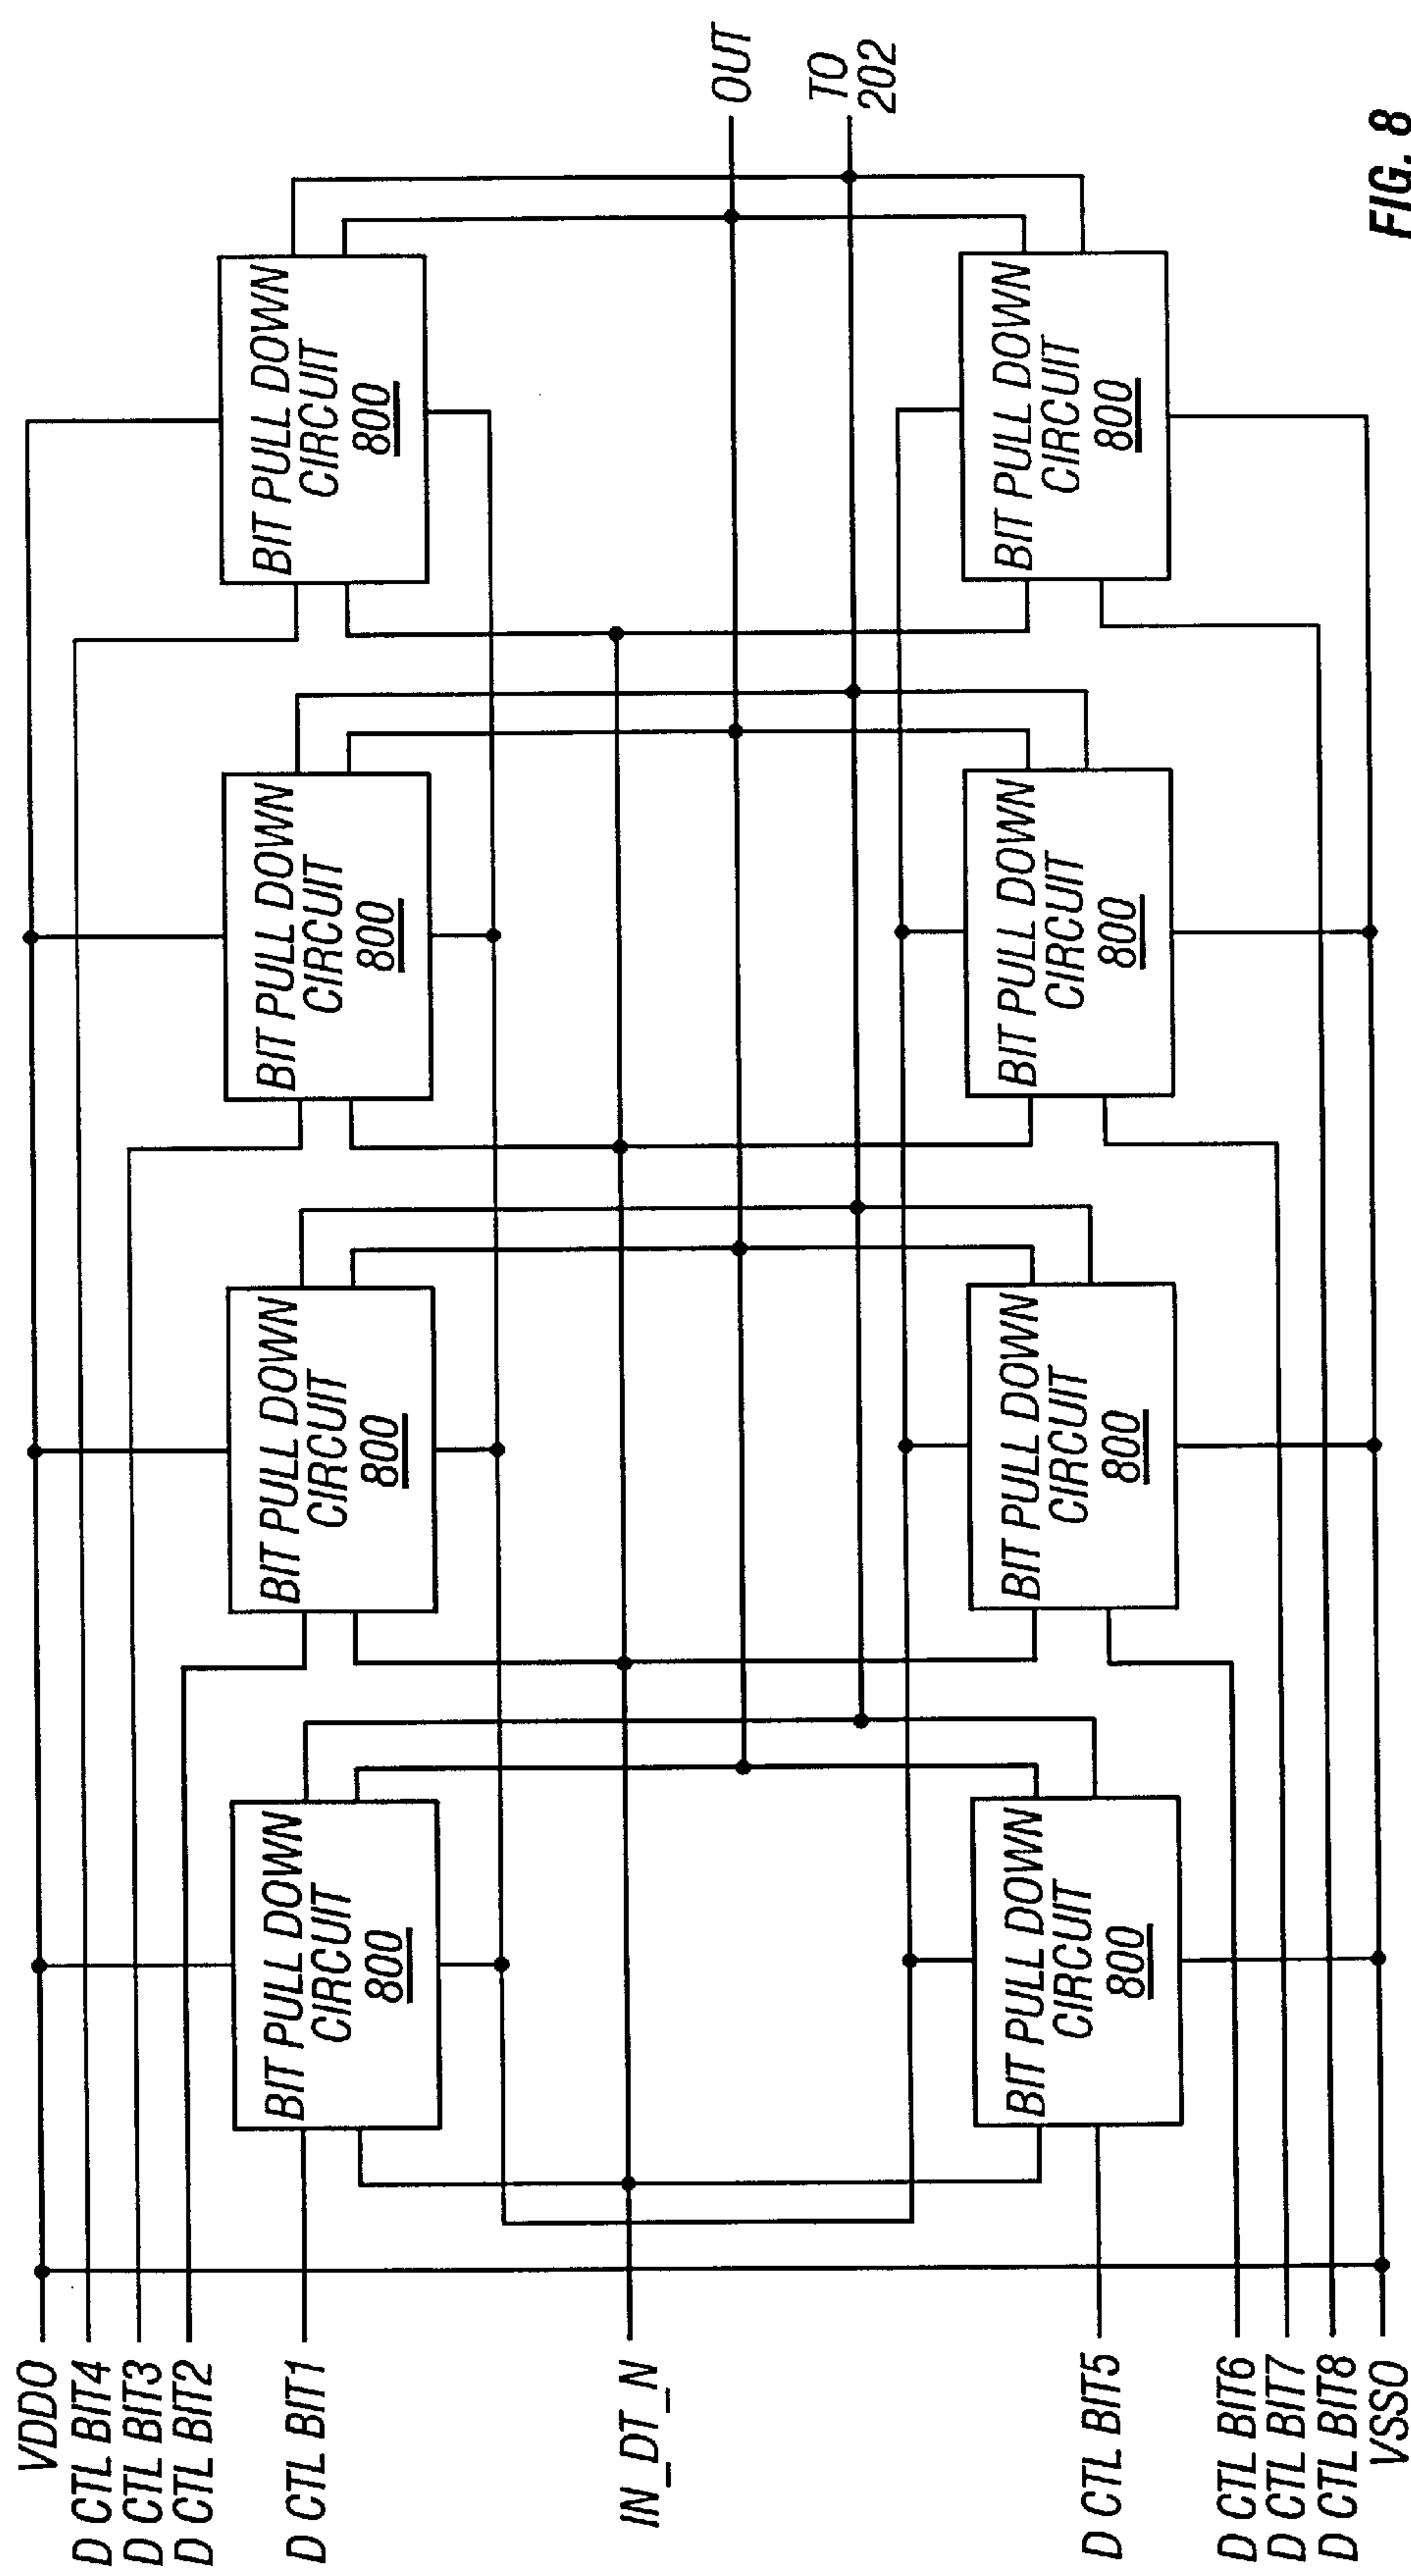 VDDO
D CTL BIT4
D CTL BIT3
D CTL BIT2
D CTL BIT1
IN_DT_N
D CTL BIT5
D CTL BIT6
D CTL BIT7
D CTL BIT8
VSSO
BIT PULL DOWN
CIRCUIT
800
BIT PULL DOWN
CIRCUIT
800
BIT PULL DOWN
CIRCUIT
800
BIT PULL DOWN
CIRCUIT
800
BIT PULL DOWN
CIRCUIT
800
BIT PULL DOWN
CIRCUIT
800
BIT PULL DOWN
CIRCUIT
800
BIT PULL DOWN
CIRCUIT
800
OUT
TO
202
FIG. 8